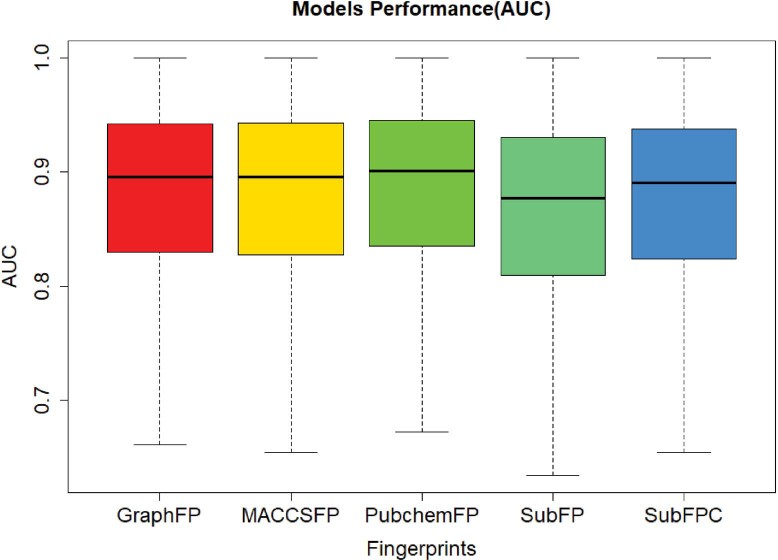 Models Performance(AUC)
1.0
0.9
0.8
0.7
AUC
GraphFP MACCSFP PubchemFP SubFP SubFPC
Fingerprints